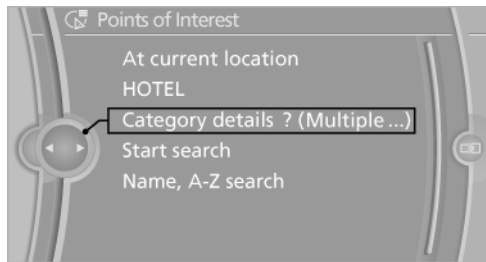 Points of Interest
At current location
HOTEL
Category details ? (Multiple ...)
Start search
Name, A-Z search